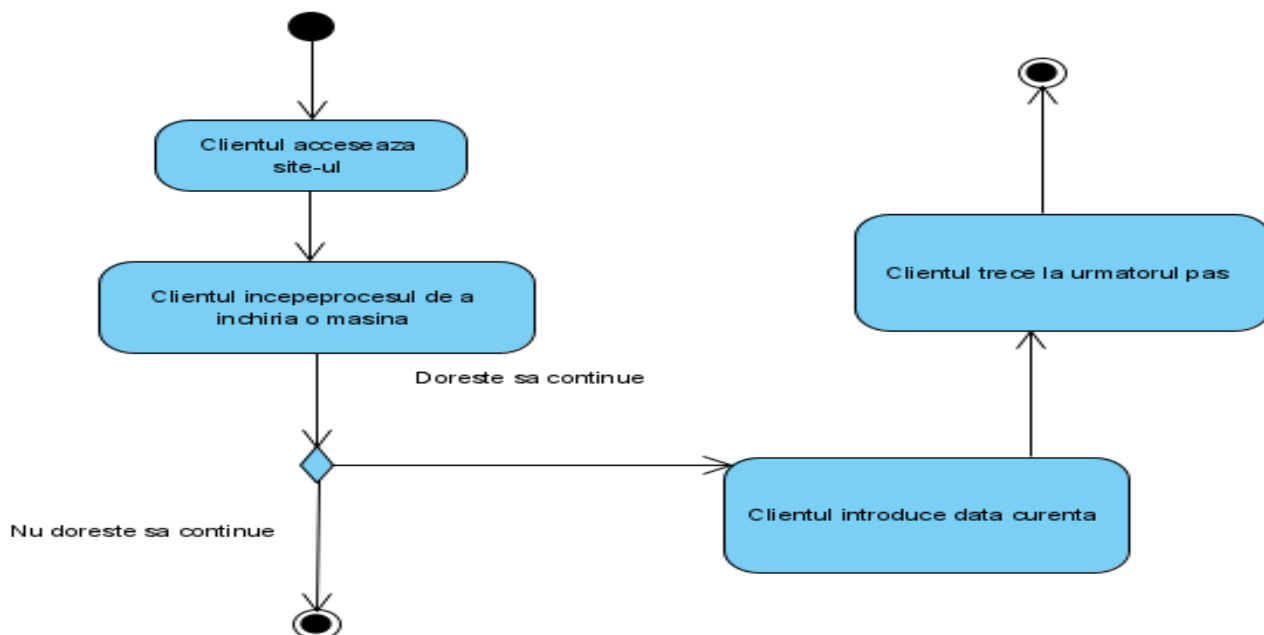 Clientul acceseaza
site-ul
Clientul incepeprocesul de a
inchiria o masina
Doreste sa continue
Nu doreste sa continue
Clientul introduce data curenta
Clientul trece la urmatorul pas